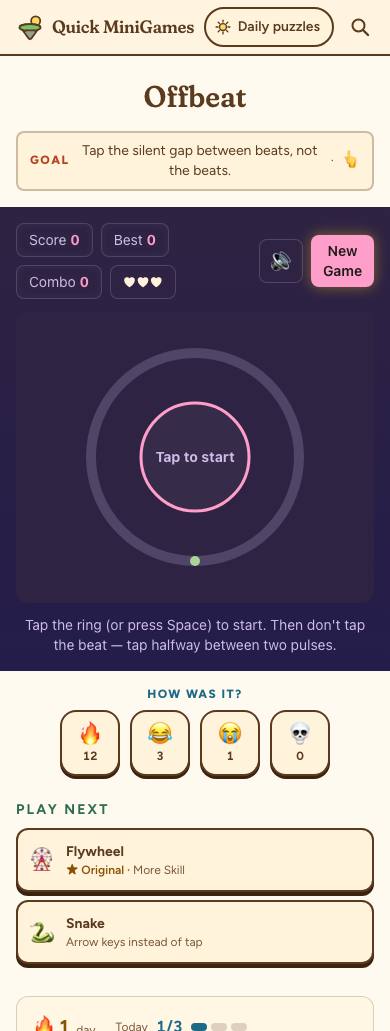 Quick MiniGames
Daily puzzles
Offbeat
GOAL
Tap the silent gap between beats, not
the beats.
Score 0
Best 0
Combo 0
New
Game
Tap to start
Tap the ring (or press Space) to start. Then don't tap
the beat — tap halfway between two pulses.
HOW WAS IT?
12
3
1
0
PLAY NEXT
Flywheel
Original · More Skill
Snake
Arrow keys instead of tap
1 day
Today 1/3